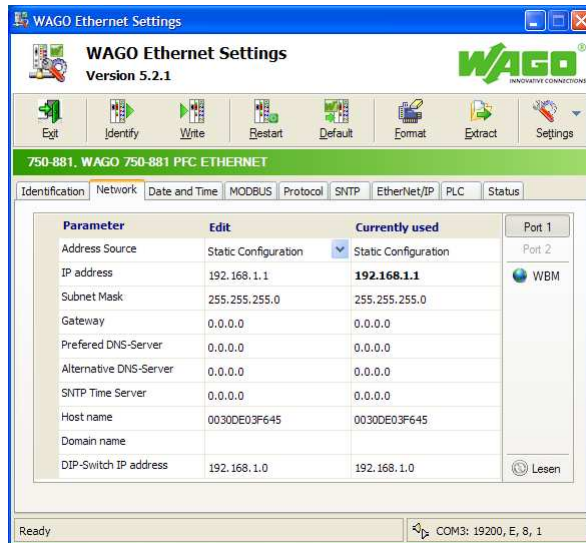 WAGO Ethernet Settings
WAGO Ethernet Settings
Version 5.2.1
WAGO®
INNOVATIVE CONNECTIONS
Exit Identify Write Restart Default Format Extract Settings
750-881, WAGO 750-881 PFC ETHERNET
Identification Network Date and Time MODBUS Protocol SNTP EtherNet/IP PLC Status
Parameter Edit Currently used Port 1
Address Source Static Configuration Static Configuration Port 2
IP address 192.168.1.1 192.168.1.1 WBM
Subnet Mask 255.255.255.0 255.255.255.0
Gateway 0.0.0.0 0.0.0.0
Prefered DNS-Server 0.0.0.0 0.0.0.0
Alternative DNS-Server 0.0.0.0 0.0.0.0
SNTP Time Server 0.0.0.0 0.0.0.0
Host name 0030DE03F645 0030DE03F645
Domain name
DIP-Switch IP address 192.168.1.0 192.168.1.0 Lesen
Ready COM3: 19200, E, 8, 1